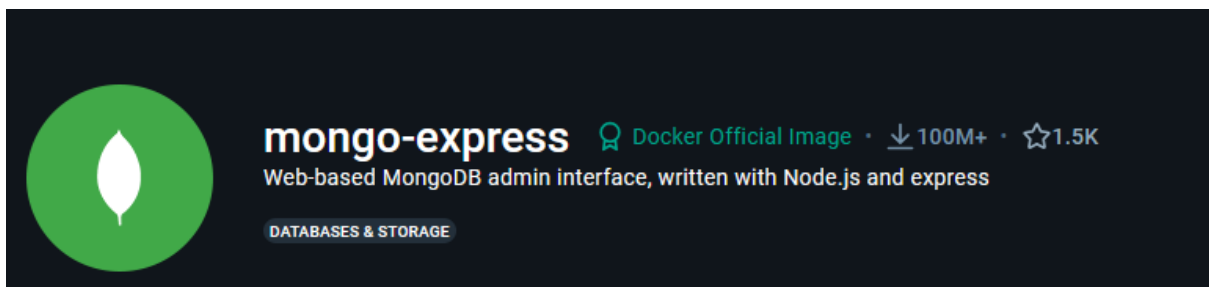 mongo-express Docker Official Image · 100M+ · 1.5K
Web-based MongoDB admin interface, written with Node.js and express
DATABASES & STORAGE